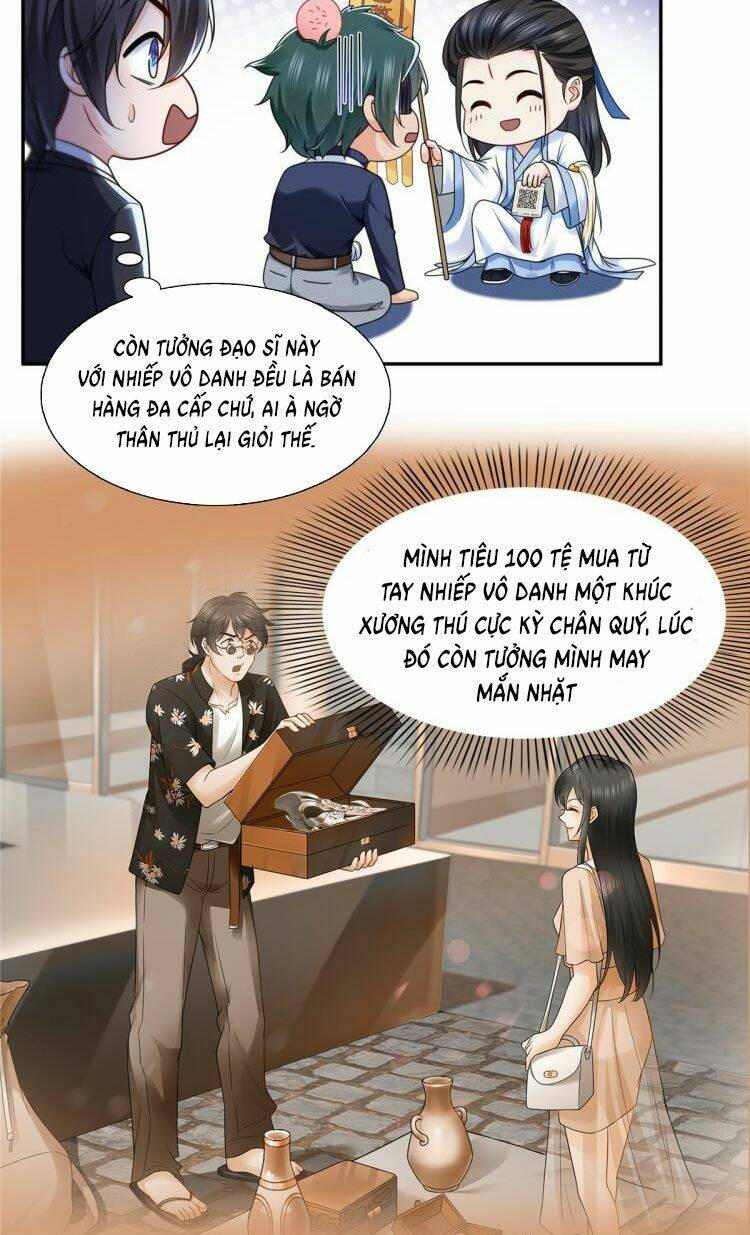 CÒN TƯỞNG ĐẠO SĨ NÀY
VỚI NHIẾP VÔ DANH ĐỀU LÀ BÁN
HÀNG ĐA CẤP CHỨ, AI À NGỜ
THÂN THỦ LẠI GIỎI THẾ.
MÌNH TIÊU 100 TỆ MUA TỪ
TAY NHIẾP VÔ DANH MỘT KHÚC
XƯƠNG THÚ CỰC KỲ CHÂN QUÝ, LÚC
ĐÓ CÒN TƯỞNG MÌNH MAY
MẮN NHẶT